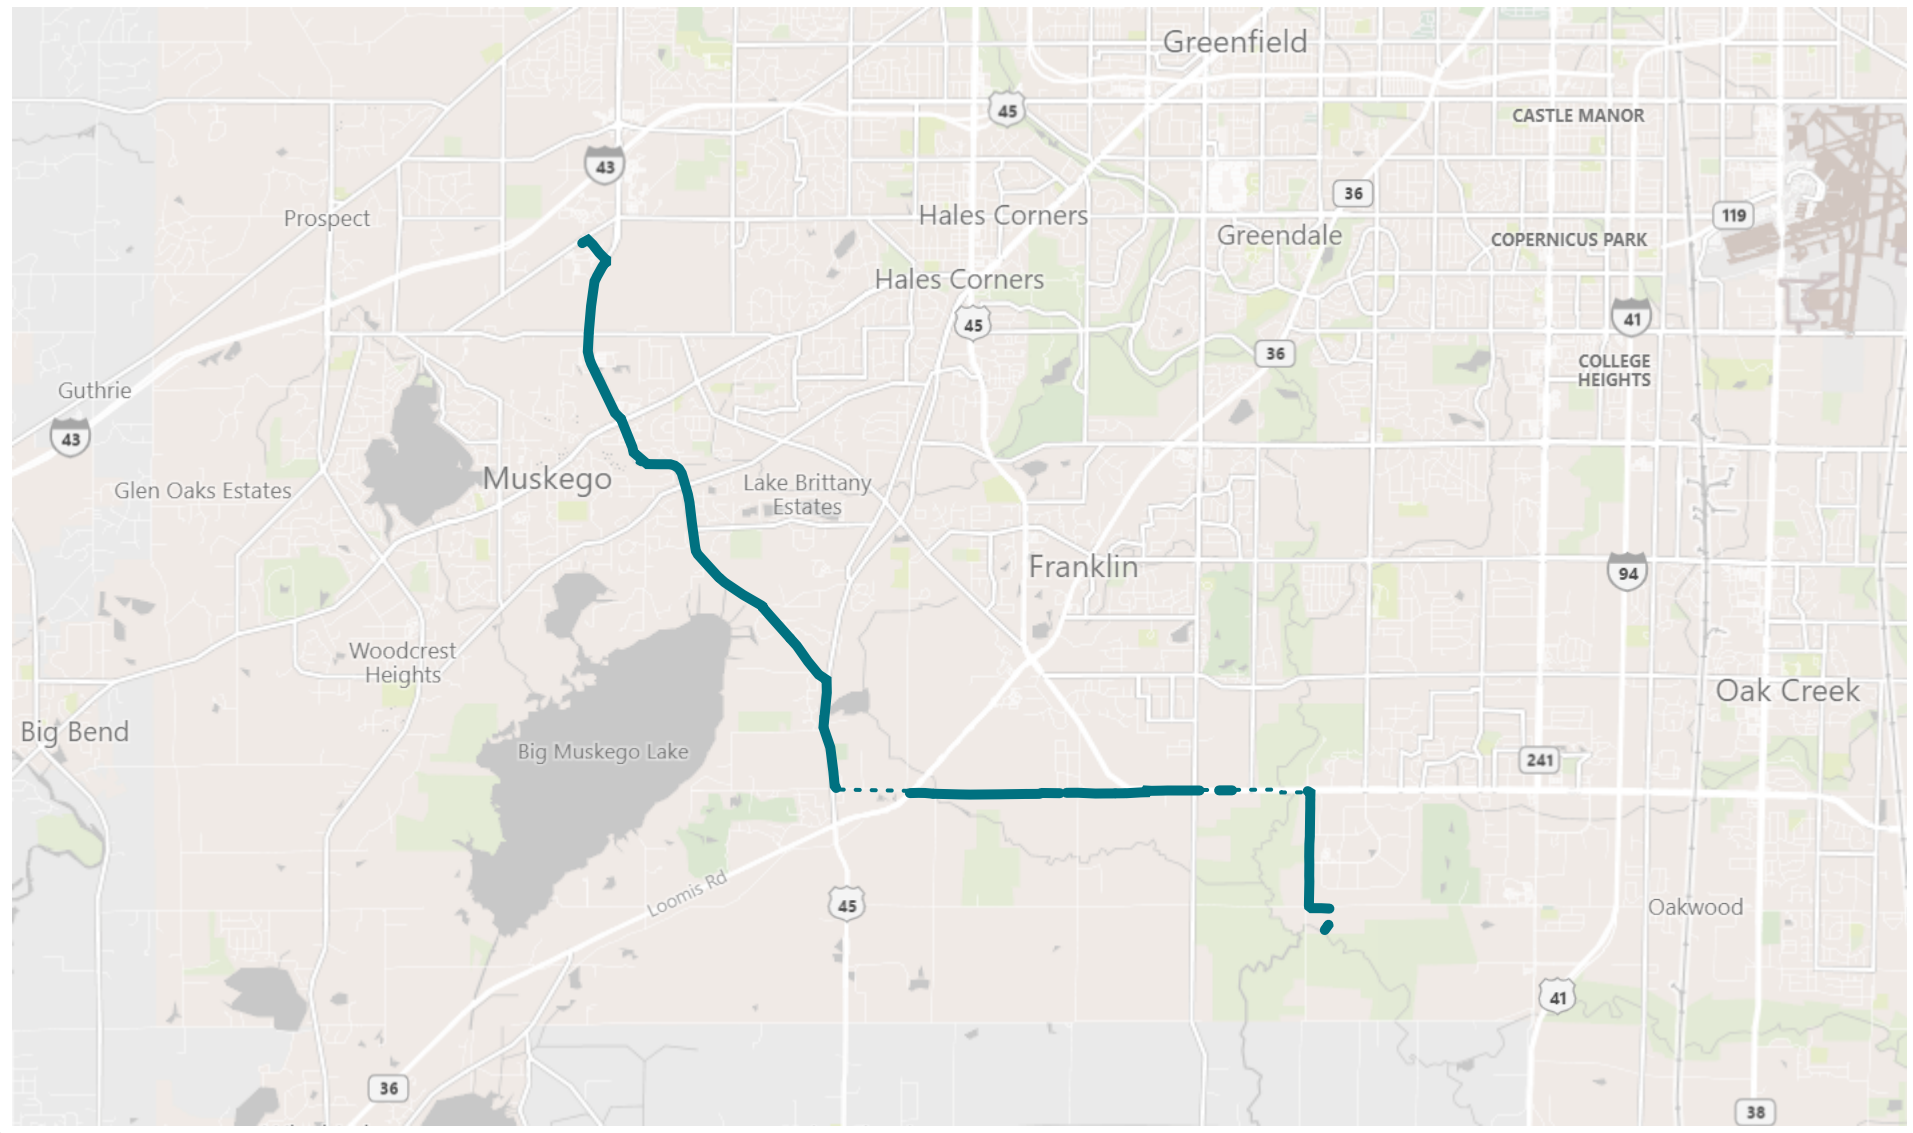 Greenfield
45
CASTLE MANOR
43
36
Prospect
Hales Corners
119
Greendale
COPERNICUS PARK
Hales Corners
45
41
36
COLLEGE
HEIGHTS
Guthrie
43
Muskego
Lake Brittany
Estates
Glen Oaks Estates
Franklin
94
Woodcrest
Heights
Oak Creek
Big Bend
Big Muskego Lake
241
Loomis Rd
45
Oakwood
41
36
38